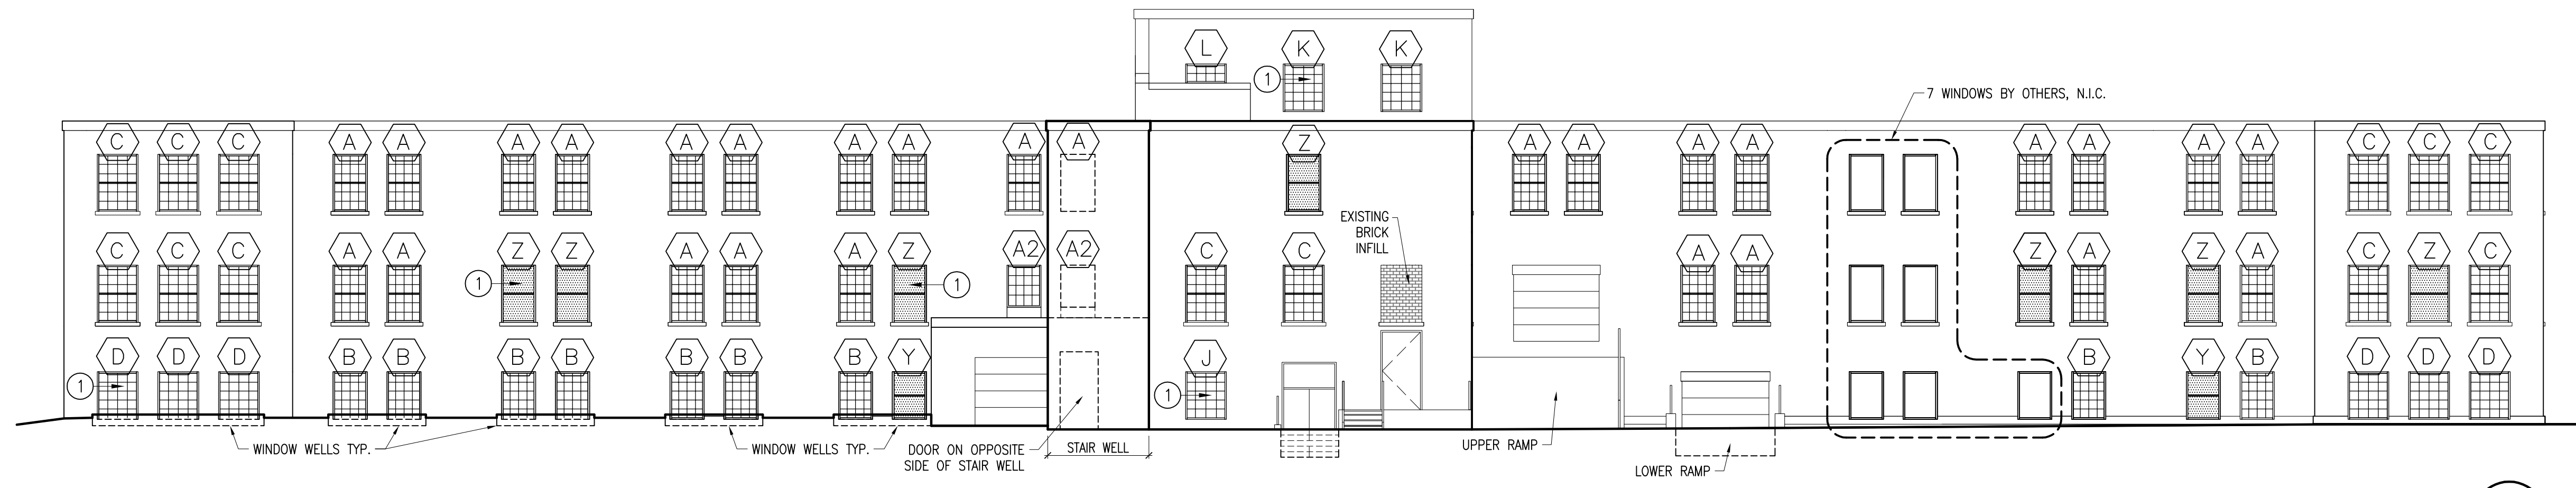 L K K
1
7 WINDOWS BY OTHERS, N.I.C.
C C C A A A A A A A A A A Z A A A A A A A A C C C
EXISTING
BRICK
INFILL
C C C A A Z Z A A A Z A2 A2 C C A A Z A Z A C Z C
1 1
D D D B B B B B B B Y J B Y B D D D
1 1
WINDOW WELLS TYP.
WINDOW WELLS TYP.
DOOR ON OPPOSITE
SIDE OF STAIR WELL
STAIR WELL
UPPER RAMP
LOWER RAMP